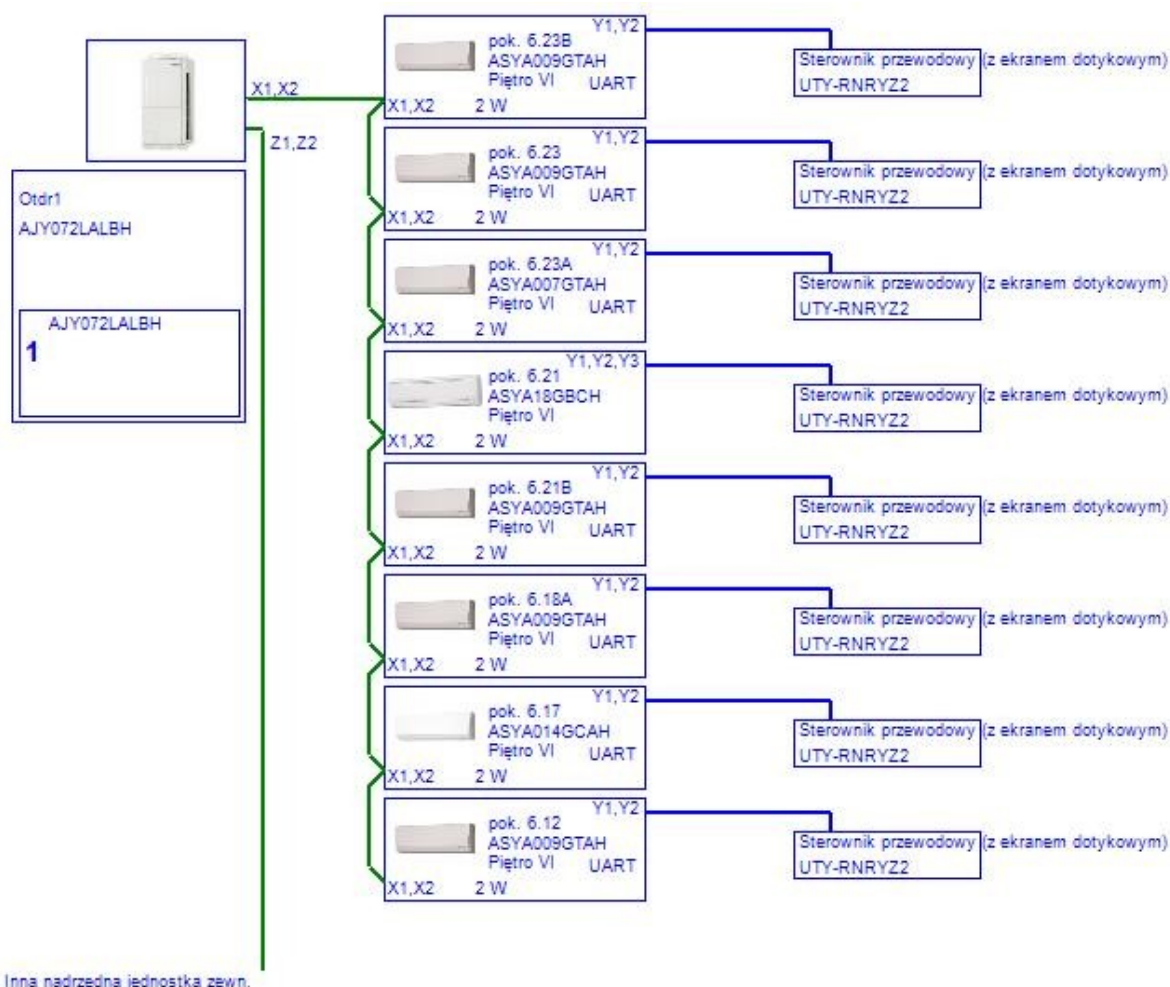 X1,X2
Z1,Z2
Otdr1
AJY072LALBH
AJY072LALBH
1
Y1,Y2
pok. 6.23B
ASYA009GTAH
Piętro VI UART
X1,X2 2 W
Sterownik przewodowy (z ekranem dotykowym)
UTY-RNRYZ2
Y1,Y2
pok. 6.23
ASYA009GTAH
Piętro VI UART
X1,X2 2 W
Sterownik przewodowy (z ekranem dotykowym)
UTY-RNRYZ2
Y1,Y2
pok. 6.23A
ASYA007GTAH
Piętro VI UART
X1,X2 2 W
Sterownik przewodowy (z ekranem dotykowym)
UTY-RNRYZ2
Y1,Y2,Y3
pok. 6.21
ASYA18GBCH
Piętro VI
X1,X2 2 W
Sterownik przewodowy (z ekranem dotykowym)
UTY-RNRYZ2
Y1,Y2
pok. 6.21B
ASYA009GTAH
Piętro VI UART
X1,X2 2 W
Sterownik przewodowy (z ekranem dotykowym)
UTY-RNRYZ2
Y1,Y2
pok. 6.18A
ASYA009GTAH
Piętro VI UART
X1,X2 2 W
Sterownik przewodowy (z ekranem dotykowym)
UTY-RNRYZ2
Y1,Y2
pok. 6.17
ASYA014GCAH
Piętro VI UART
X1,X2 2 W
Sterownik przewodowy (z ekranem dotykowym)
UTY-RNRYZ2
Y1,Y2
pok. 6.12
ASYA009GTAH
Piętro VI UART
X1,X2 2 W
Sterownik przewodowy (z ekranem dotykowym)
UTY-RNRYZ2
Inna nadrzędna jednostka zewn.